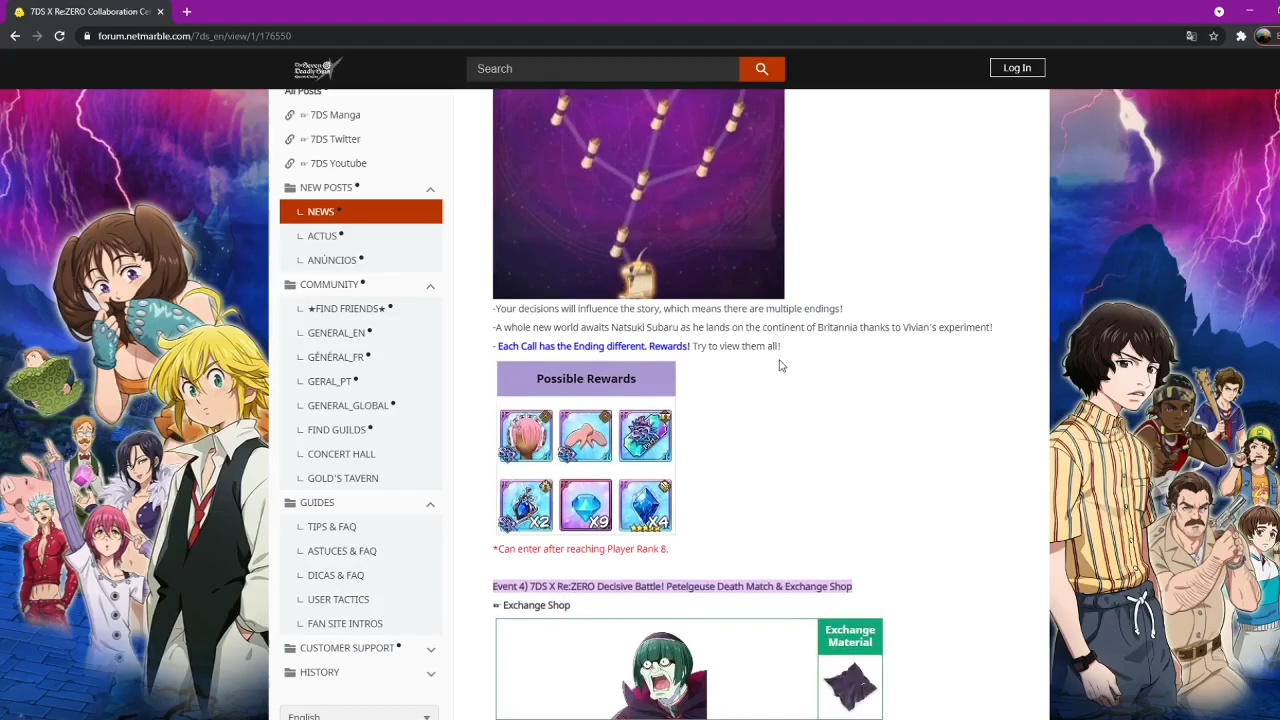 7DS X Re:ZERO Collaboration Ce
forum.netmarble.com/7ds_en/view/1/176550
The Seven
Deadly Sins
Search
Log In
All Posts
7DS Manga
7DS Twitter
7DS Youtube
NEW POSTS
NEWS
ACTUS
ANÚNCIOS
COMMUNITY
★FIND FRIENDS★
GENERAL_EN
GÉNÉRAL_FR
GERAL_PT
GENERAL_GLOBAL
FIND GUILDS
CONCERT HALL
GOLD'S TAVERN
GUIDES
TIPS & FAQ
ASTUCES & FAQ
DICAS & FAQ
USER TACTICS
FAN SITE INTROS
CUSTOMER SUPPORT
HISTORY
English
-Your decisions will influence the story, which means there are multiple endings!
-A whole new world awaits Natsuki Subaru as he lands on the continent of Britannia thanks to Vivian's experiment!
- Each Call has the Ending different. Rewards! Try to view them all!
Possible Rewards
X2
X9
X4
*Can enter after reaching Player Rank 8.
Event 4) 7DS X Re:ZERO Decisive Battle! Petelgeuse Death Match & Exchange Shop
✏ Exchange Shop
Exchange
Material